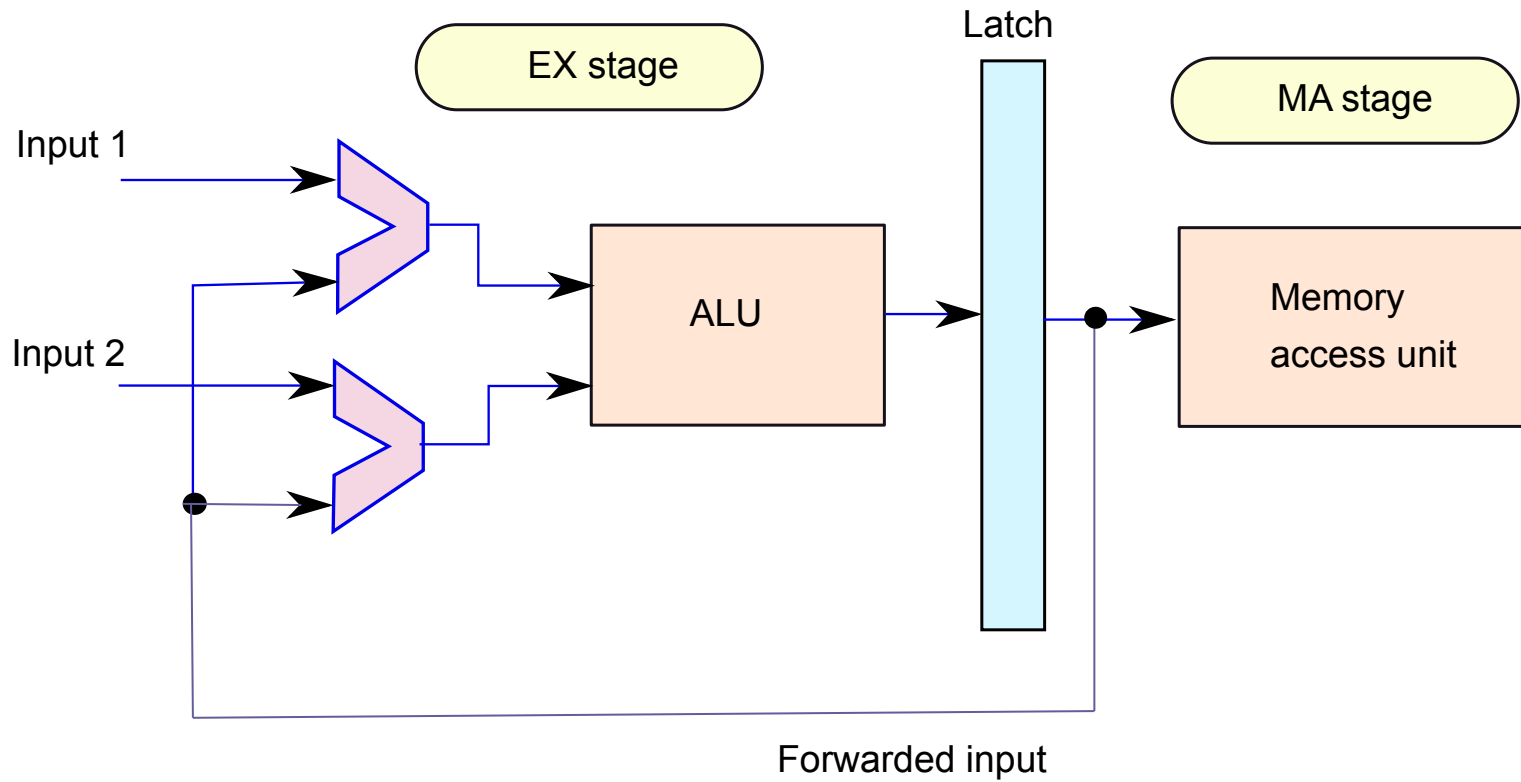 Latch
EX stage
MA stage
Input 1
Input 2
ALU
Memory
access unit
Forwarded input